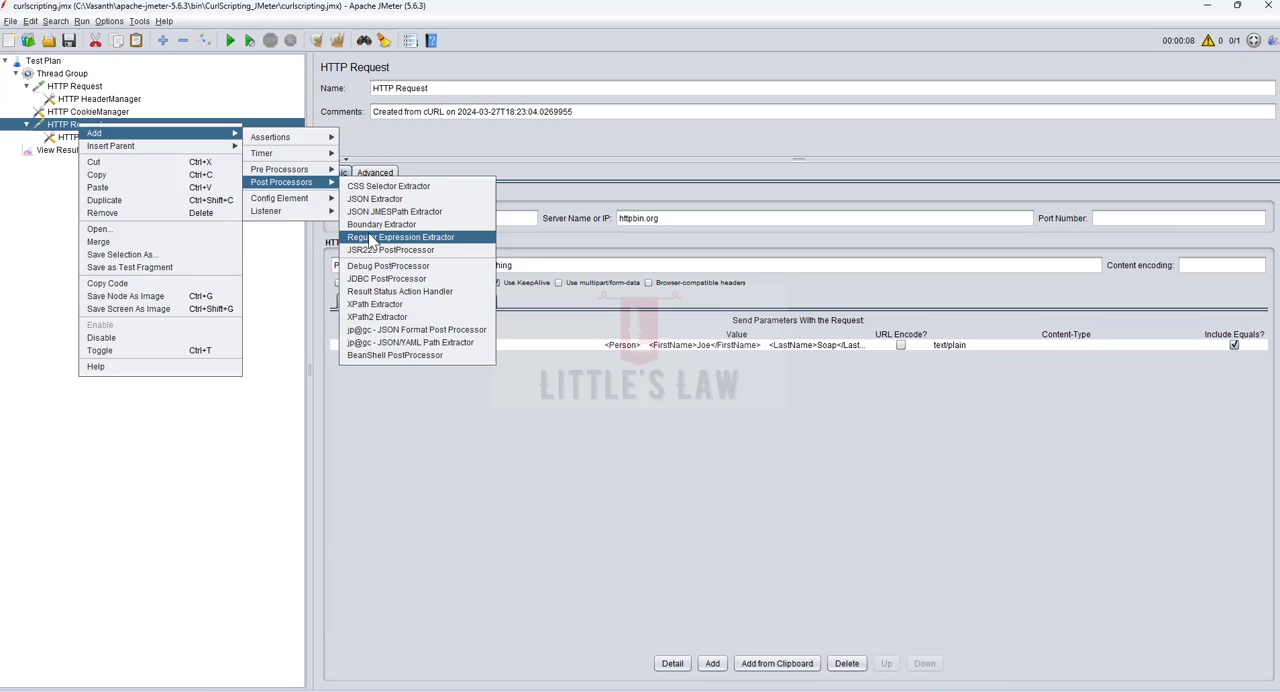 curlscripting.jmx (C:\Vasanth\apache-jmeter-5.6.3\bin\CurlScripting_JMeter\curlscripting.jmx) - Apache JMeter (5.6.3)
File Edit Search Run Options Tools Help
00:00:08 0 0/1
Test Plan
Thread Group
HTTP Request
HTTP HeaderManager
HTTP CookieManager
HTTP
HTTP
View Resul
Add
Insert Parent
Cut Ctrl+X
Copy Ctrl+C
Paste Ctrl+V
Duplicate Ctrl+Shift+C
Remove Delete
Open...
Merge
Save Selection As...
Save as Test Fragment
Copy Code
Save Node As Image Ctrl+G
Save Screen As Image Ctrl+Shift+G
Enable
Disable
Toggle Ctrl+T
Help
Assertions
Timer
Pre Processors
Post Processors
Config Element
Listener
CSS Selector Extractor
JSON Extractor
JSON JMESPath Extractor
Boundary Extractor
Regular Expression Extractor
JSR223 PostProcessor
Debug PostProcessor
JDBC PostProcessor
Result Status Action Handler
XPath Extractor
XPath2 Extractor
jp@gc - JSON Format Post Processor
jp@gc - JSON/YAML Path Extractor
BeanShell PostProcessor
HTTP Request
Name: HTTP Request
Comments: Created from cURL on 2024-03-27T18:23:04.0269955
Advanced
Server Name or IP: httpbin.org Port Number:
Content encoding:
Use KeepAlive Use multipart/form-data Browser-compatible headers
Send Parameters With the Request:
Value URL Encode? Content-Type Include Equals?
<Person> <FirstName>Joe</FirstName> <LastName>Soap</Last... text/plain
LITTLE'S LAW
Detail Add Add from Clipboard Delete Up Down